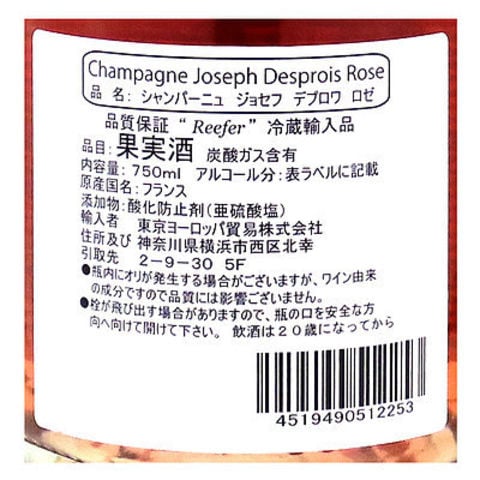 Champagne Joseph Desprois Rose
品 名: シャンパーニュ ジョセフ デプロワ ロゼ
品質保証 “ Reefer ” 冷蔵輸入品
品目: 果実酒 炭酸ガス含有
内容量: 750ml アルコール分: 表ラベルに記載
原産国名: フランス
添加物: 酸化防止剤(亜硫酸塩)
輸入者 東京ヨーロッパ貿易株式会社
住所及び 神奈川県横浜市西区北幸
引取先 2-9-30 5F
●瓶内にオリが発生する場合がございますが、ワイン由来
の成分ですので品質には影響ございません。
●栓が飛び出す場合がありますので、瓶の口を安全な方
向へ向けて開けて下さい。 飲酒は20歳になってから
4519490512253